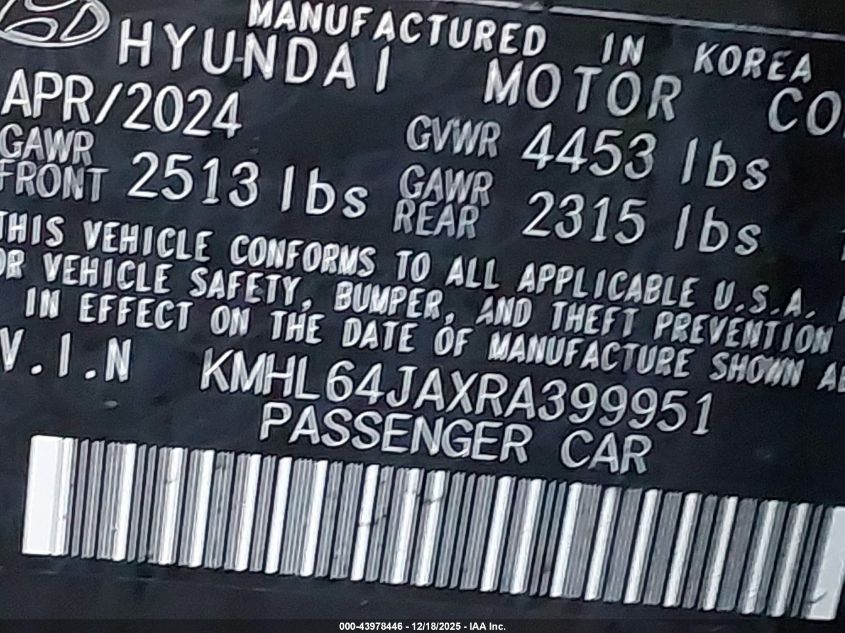 MANUFACTURED IN KOREA
HYUNDAI MOTOR CO
APR/2024
GVWR 4453 lbs
GAWR FRONT 2513 lbs
GAWR REAR 2315 lbs
THIS VEHICLE CONFORMS TO ALL APPLICABLE U.S.A.
OR VEHICLE SAFETY, BUMPER, AND THEFT PREVENTION
IN EFFECT ON THE DATE OF MANUFACTURE SHOWN
V.I.N KMHL64JAXRA399951
PASSENGER CAR
000-43978446 - 12/18/2025 - IAA Inc.